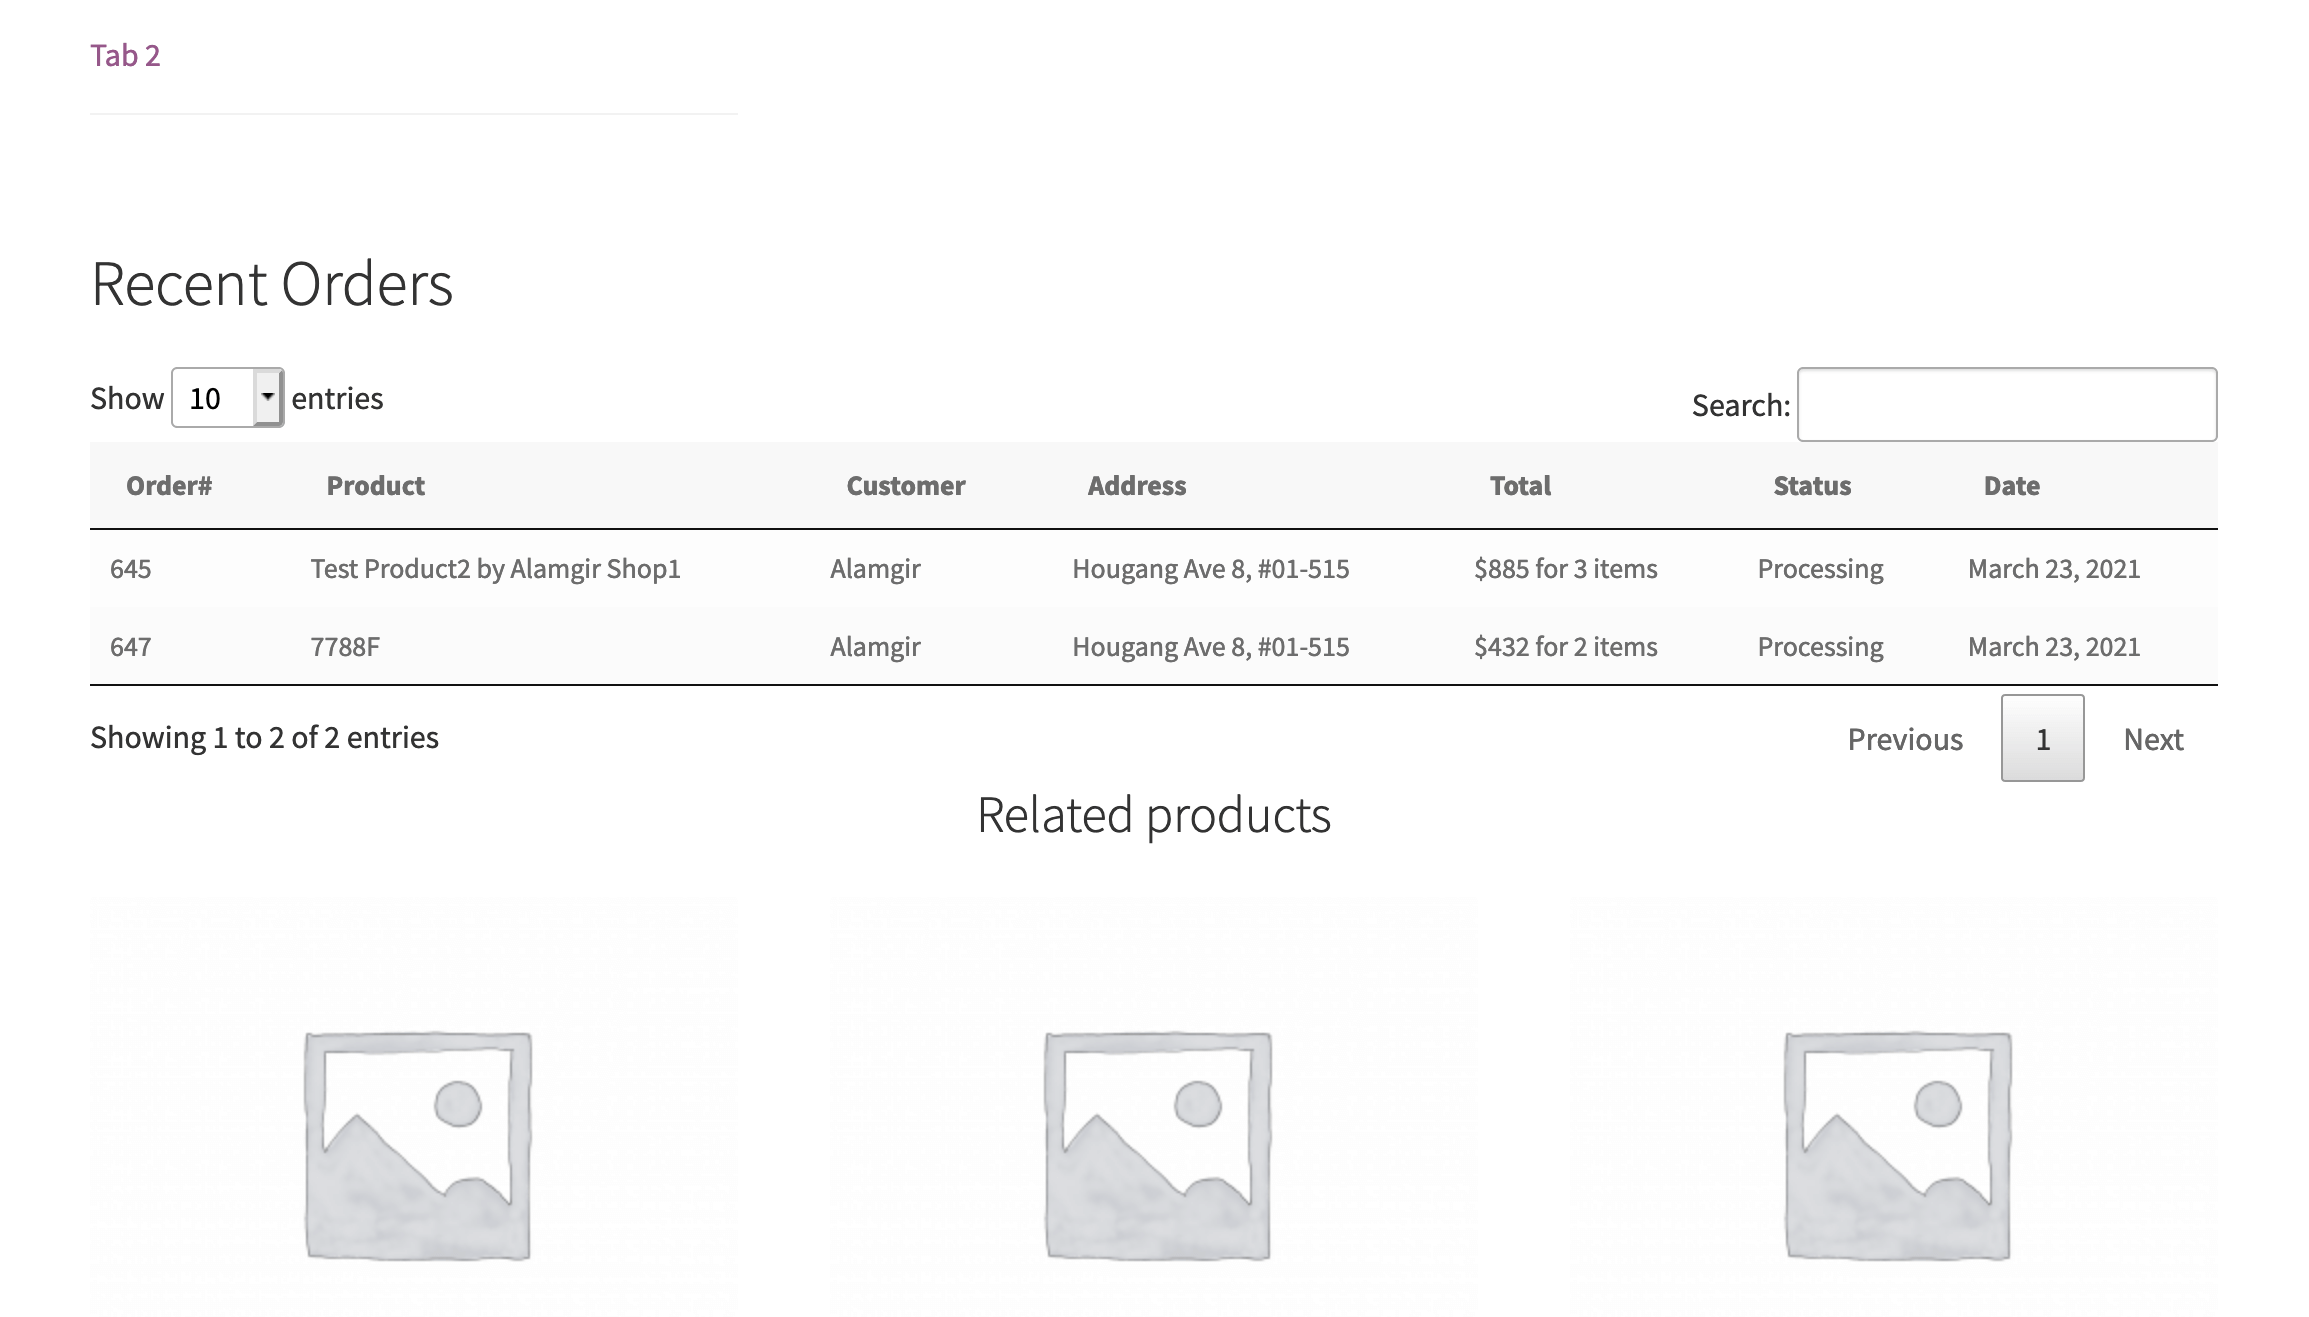 Tab 2
Recent Orders
Show 10 entries
Search:
Order# Product Customer Address Total Status Date
645 Test Product2 by Alamgir Shop1 Alamgir Hougang Ave 8, #01-515 $885 for 3 items Processing March 23, 2021
647 7788F Alamgir Hougang Ave 8, #01-515 $432 for 2 items Processing March 23, 2021
Showing 1 to 2 of 2 entries
Previous 1 Next
Related products